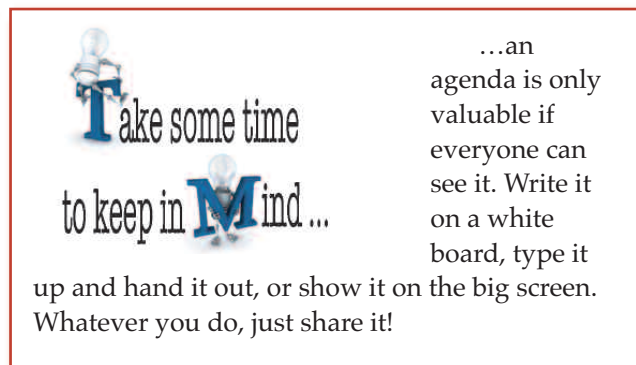 Take some time
to keep in Mind ...
…an
agenda is only
valuable if
everyone can
see it. Write it
on a white
board, type it
up and hand it out, or show it on the big screen.
Whatever you do, just share it!